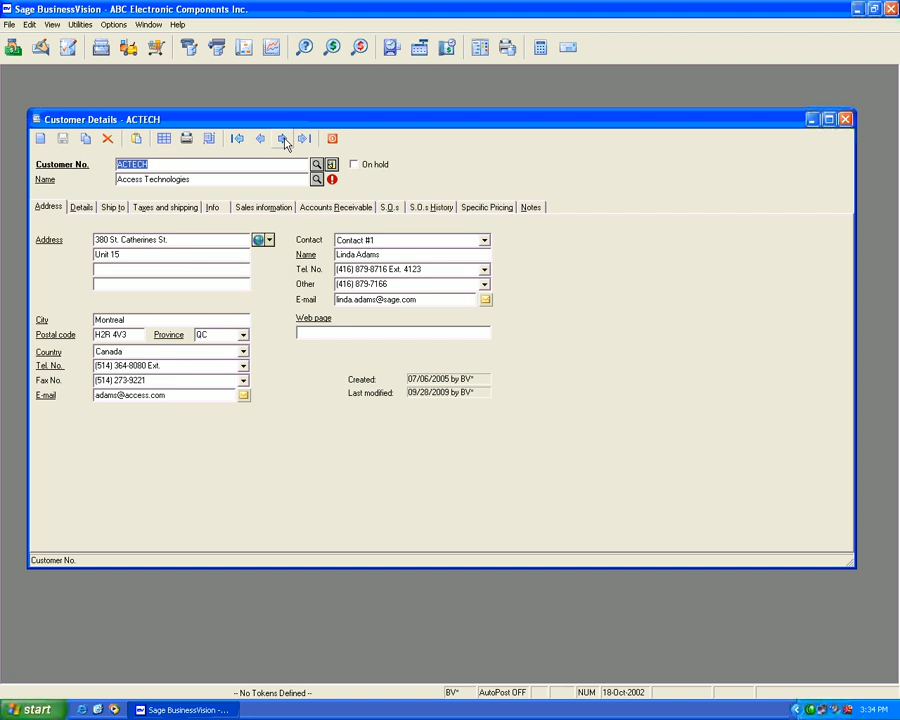 Sage BusinessVision - ABC Electronic Components Inc.
File Edit View Utilities Options Window Help
Customer Details - ACTECH
Customer No. ACTECH On hold
Name Access Technologies
Address Details Ship to Taxes and shipping Info Sales information Accounts Receivable S.O.s S.O.s History Specific Pricing Notes
Address 380 St. Catherines St. Contact Contact #1
Unit 15 Name Linda Adams
Tel. No. (416) 879-8716 Ext. 4123
Other (416) 879-7166
E-mail linda.adams@sage.com
City Montreal Web page
Postal code H2R 4V3 Province QC
Country Canada
Tel. No. (514) 364-8080 Ext.
Fax No. (514) 273-9221 Created: 07/06/2005 by BV*
E-mail adams@access.com Last modified: 09/28/2009 by BV*
Customer No.
-- No Tokens Defined -- BV* AutoPost OFF NUM 18-Oct-2002
start Sage BusinessVision -... 3:34 PM